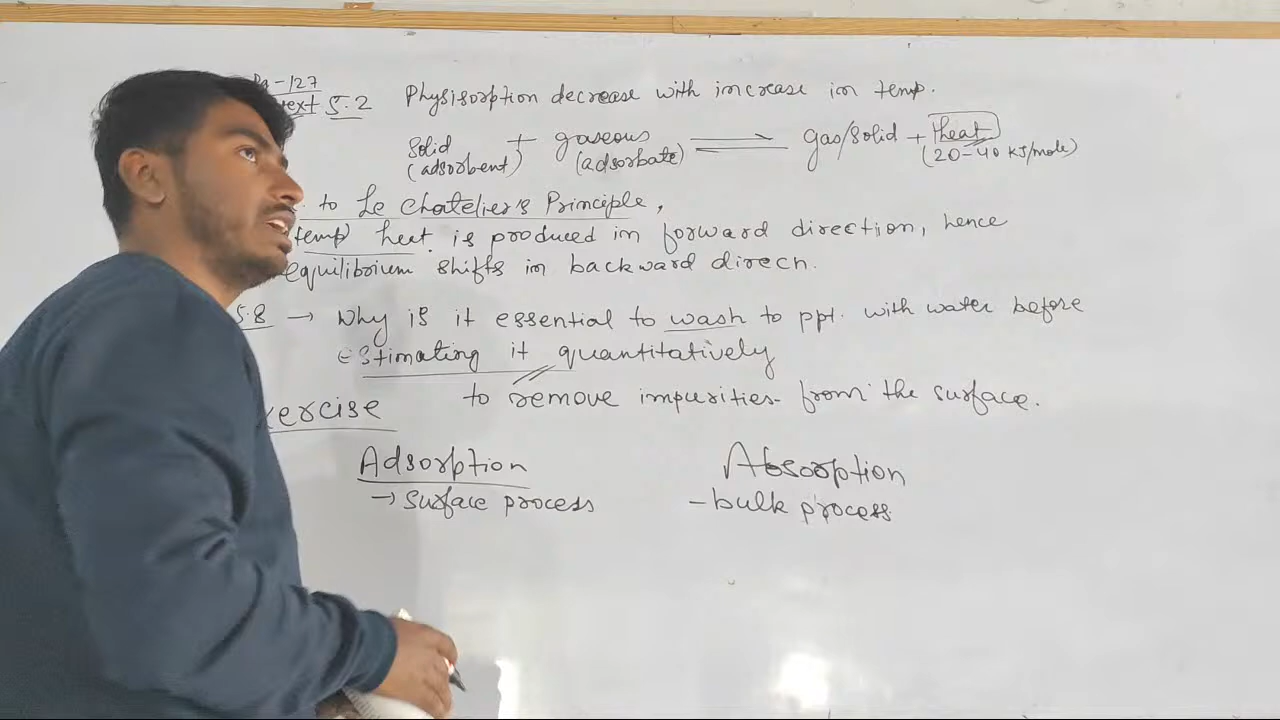 Pg - 127
Intext 5.2 Physisorption decrease with increase in temp.
Solid + gaseous ⇌ gas/solid + heat
(adsorbent) (adsorbate) (20-40 KJ/mole)
to Le Chatelier's Principle,
temp heat is produced in forward direction, hence
equilibrium shifts in backward direcn.
5.8 → Why is it essential to wash to ppt. with water before
estimating it quantitatively
to remove impurities from the surface.
ercise
Adsorption Absorption
→ Surface process - bulk process